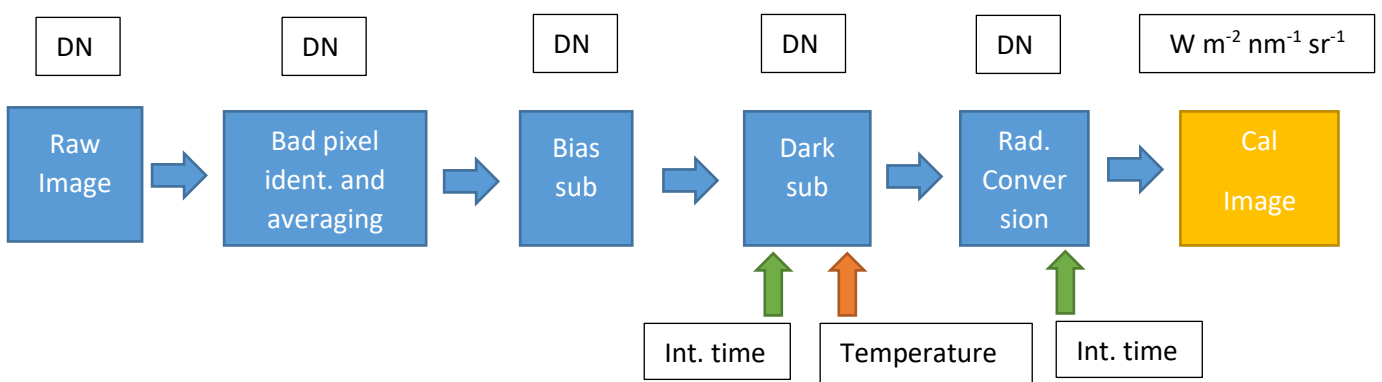 DN
DN
DN
DN
DN
W m⁻² nm⁻¹ sr⁻¹
Raw
Image
Bad pixel
ident. and
averaging
Bias
sub
Dark
sub
Rad.
Conver
sion
Cal
Image
Int. time
Temperature
Int. time